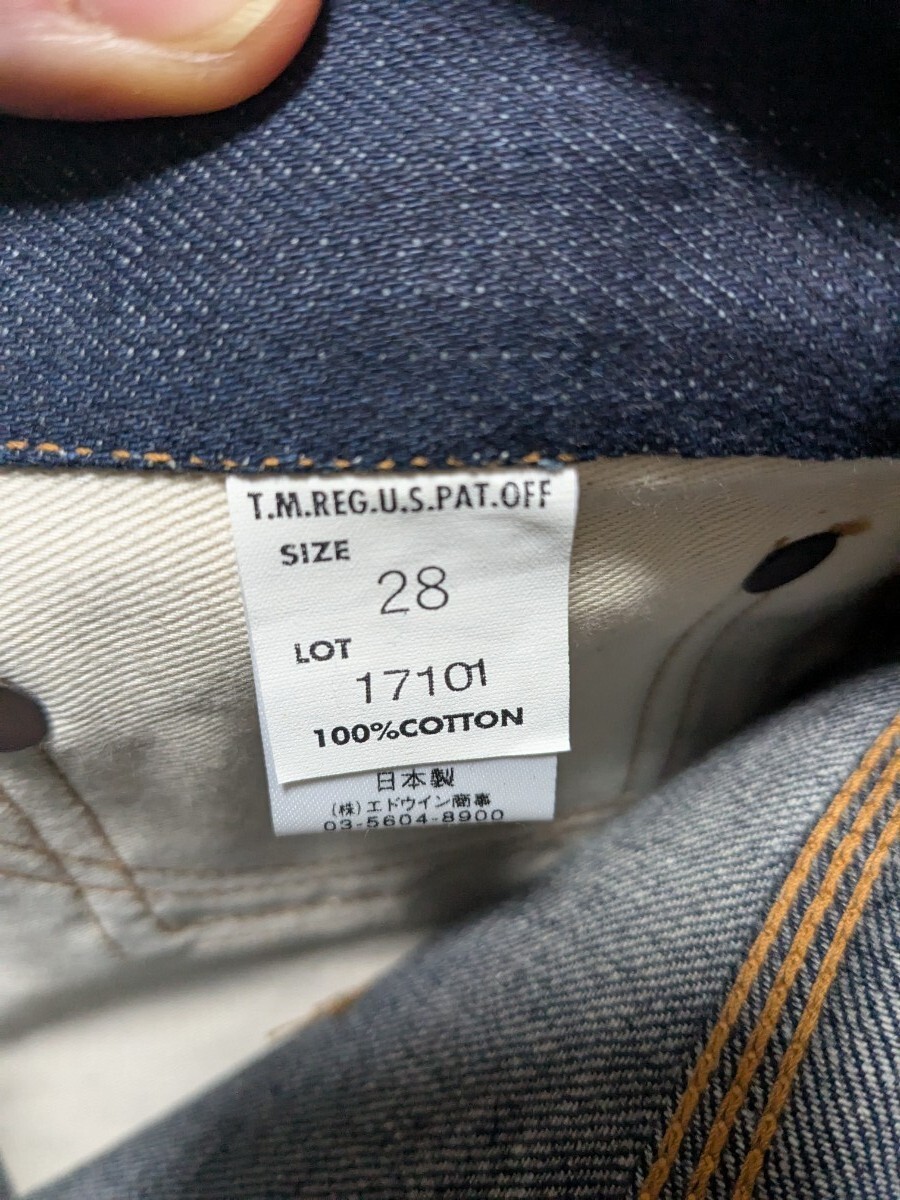 T.M.REG.U.S.PAT.OFF
SIZE
28
LOT
17101
100%COTTON
日本製
(株)エドウイン商事
03-5604-8900